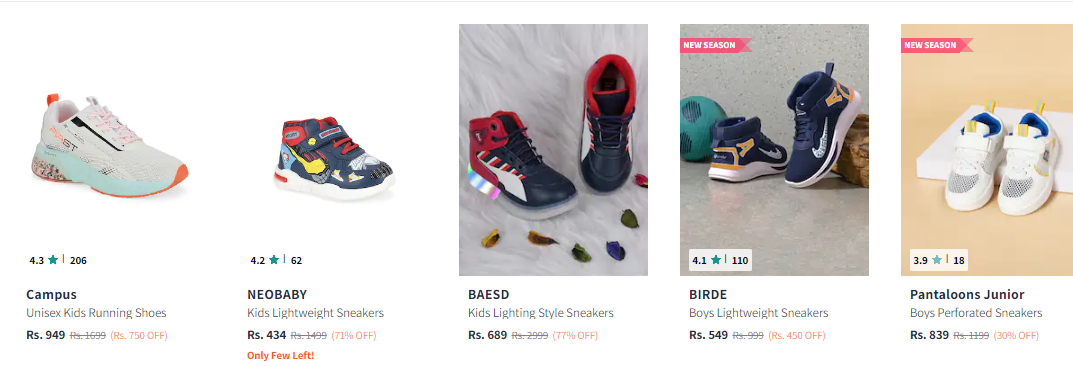 NEW SEASON
NEW SEASON
4.3 ★ | 206
4.2 ★ | 62
4.1 ★ | 110
3.9 ★ | 18
Campus
Unisex Kids Running Shoes
Rs. 949 Rs. 1699 (Rs. 750 OFF)
NEOBABY
Kids Lightweight Sneakers
Rs. 434 Rs. 1499 (71% OFF)
Only Few Left!
BAESD
Kids Lighting Style Sneakers
Rs. 689 Rs. 2999 (77% OFF)
BIRDE
Boys Lightweight Sneakers
Rs. 549 Rs. 999 (Rs. 450 OFF)
Pantaloons Junior
Boys Perforated Sneakers
Rs. 839 Rs. 1199 (30% OFF)